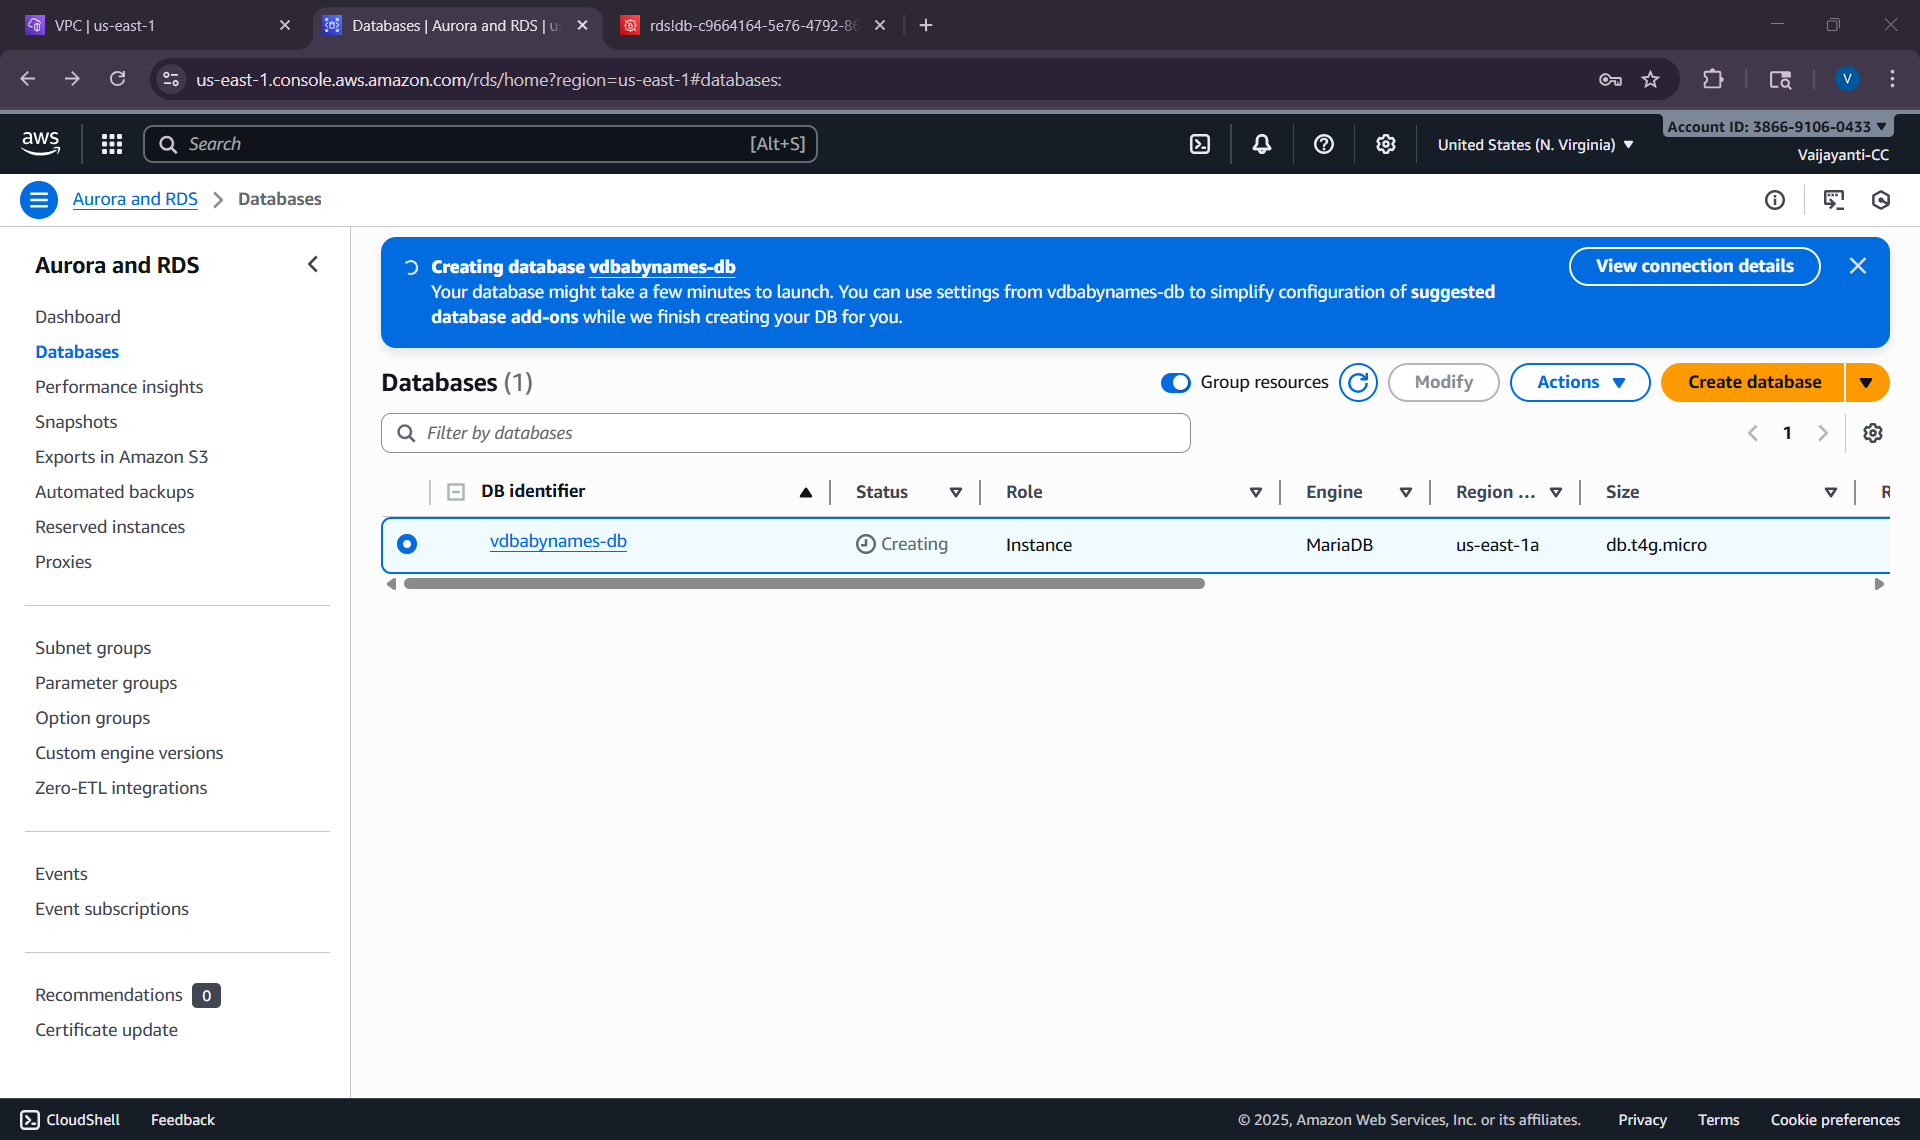 VPC | us-east-1
Databases | Aurora and RDS | us
rds!db-c9664164-5e76-4792-86
us-east-1.console.aws.amazon.com/rds/home?region=us-east-1#databases:
V
aws
Search
[Alt+S]
United States (N. Virginia) ▼
Account ID: 3866-9106-0433 ▼
Vaijayanti-CC
Aurora and RDS > Databases
Aurora and RDS
Dashboard
Databases
Performance insights
Snapshots
Exports in Amazon S3
Automated backups
Reserved instances
Proxies
Subnet groups
Parameter groups
Option groups
Custom engine versions
Zero-ETL integrations
Events
Event subscriptions
Recommendations 0
Certificate update
Creating database vdbabynames-db
Your database might take a few minutes to launch. You can use settings from vdbabynames-db to simplify configuration of suggested
database add-ons while we finish creating your DB for you.
View connection details
Databases (1)
Group resources
Modify
Actions
Create database
Filter by databases
1
DB identifier Status Role Engine Region ... Size R
vdbabynames-db Creating Instance MariaDB us-east-1a db.t4g.micro
CloudShell Feedback
© 2025, Amazon Web Services, Inc. or its affiliates. Privacy Terms Cookie preferences